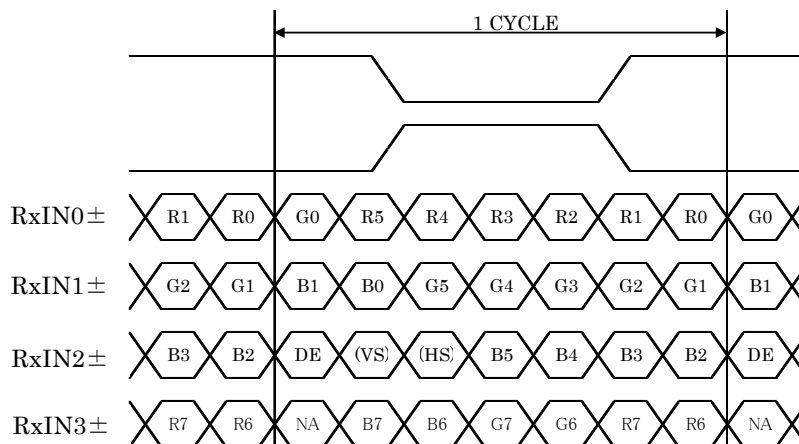 1 CYCLE
RxIN0± R1 R0 G0 R5 R4 R3 R2 R1 R0 G0
RxIN1± G2 G1 B1 B0 G5 G4 G3 G2 G1 B1
RxIN2± B3 B2 DE (VS) (HS) B5 B4 B3 B2 DE
RxIN3± R7 R6 NA B7 B6 G7 G6 R7 R6 NA